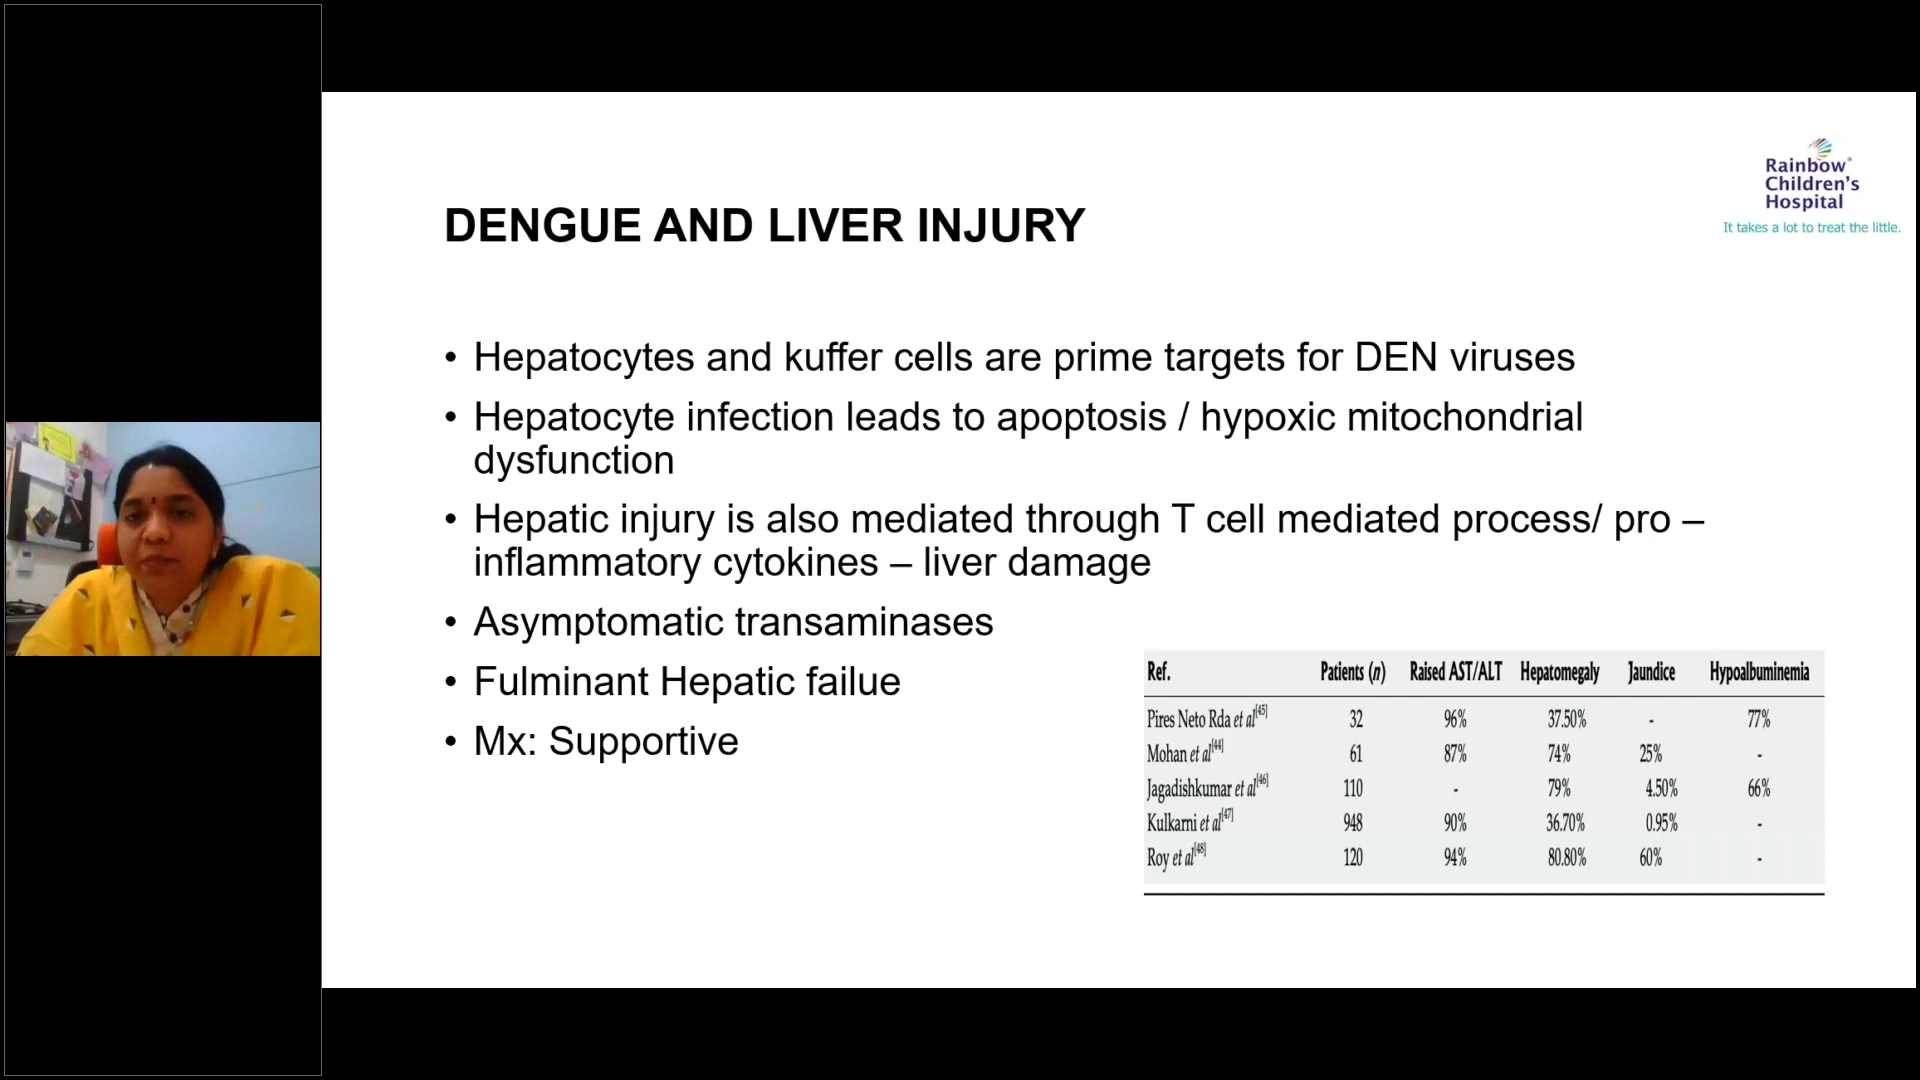 Rainbow®
Children's
Hospital
It takes a lot to treat the little.
DENGUE AND LIVER INJURY
• Hepatocytes and kuffer cells are prime targets for DEN viruses
• Hepatocyte infection leads to apoptosis / hypoxic mitochondrial
dysfunction
• Hepatic injury is also mediated through T cell mediated process/ pro –
inflammatory cytokines – liver damage
• Asymptomatic transaminases
• Fulminant Hepatic failue
• Mx: Supportive
Ref. Patients (n) Raised AST/ALT Hepatomegaly Jaundice Hypoalbuminemia
Pires Neto Rda et al[45] 32 96% 37.50% - 77%
Mohan et al[44] 61 87% 74% 25% -
Jagadishkumar et al[46] 110 - 79% 4.50% 66%
Kulkarni et al[47] 948 90% 36.70% 0.95% -
Roy et al[48] 120 94% 80.80% 60% -